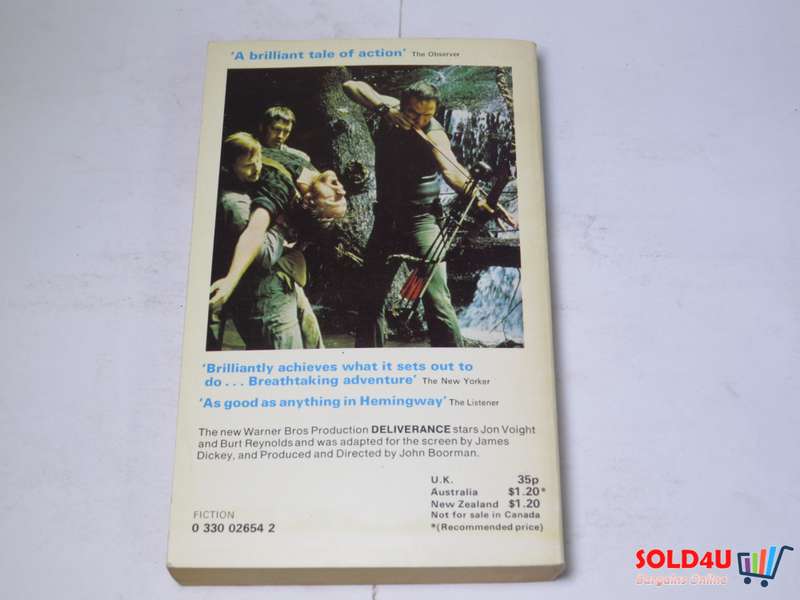 'A brilliant tale of action' The Observer
'Brilliantly achieves what it sets out to
do... Breathtaking adventure' The New Yorker
'As good as anything in Hemingway' The Listener
The new Warner Bros Production DELIVERANCE stars Jon Voight
and Burt Reynolds and was adapted for the screen by James
Dickey, and Produced and Directed by John Boorman.
U.K. 35p
Australia $1.20*
New Zealand $1.20
Not for sale in Canada
*(Recommended price)
FICTION
0 330 02654 2
SOLD4U
Bargains Online